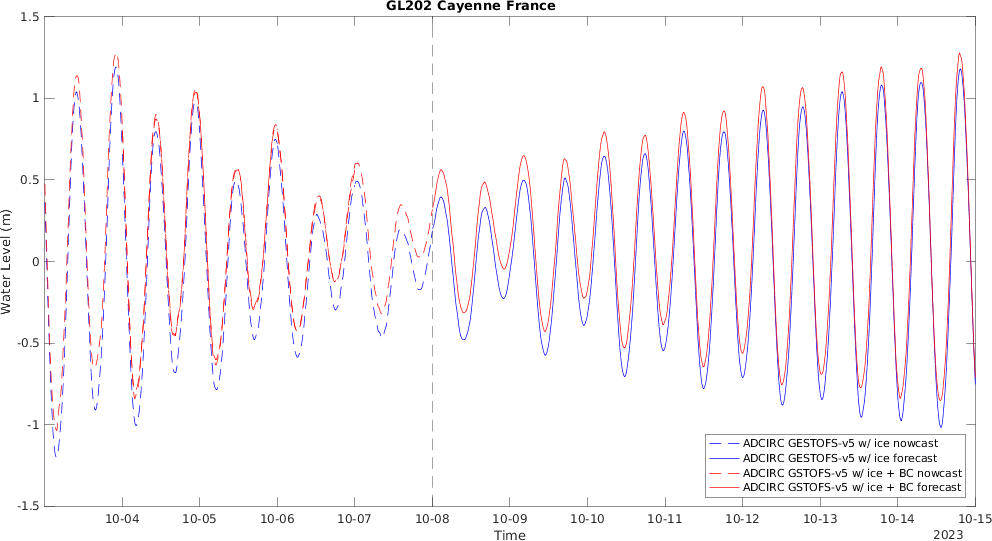 GL202 Cayenne France
1.5
1
0.5
0
-0.5
-1
-1.5
Water Level (m)
ADCIRC GESTOFS-v5 w/ ice nowcast
ADCIRC GESTOFS-v5 w/ ice forecast
ADCIRC GSTOFS-v5 w/ ice + BC nowcast
ADCIRC GSTOFS-v5 w/ ice + BC forecast
10-04 10-05 10-06 10-07 10-08 10-09 10-10 10-11 10-12 10-13 10-14 10-15
Time
2023